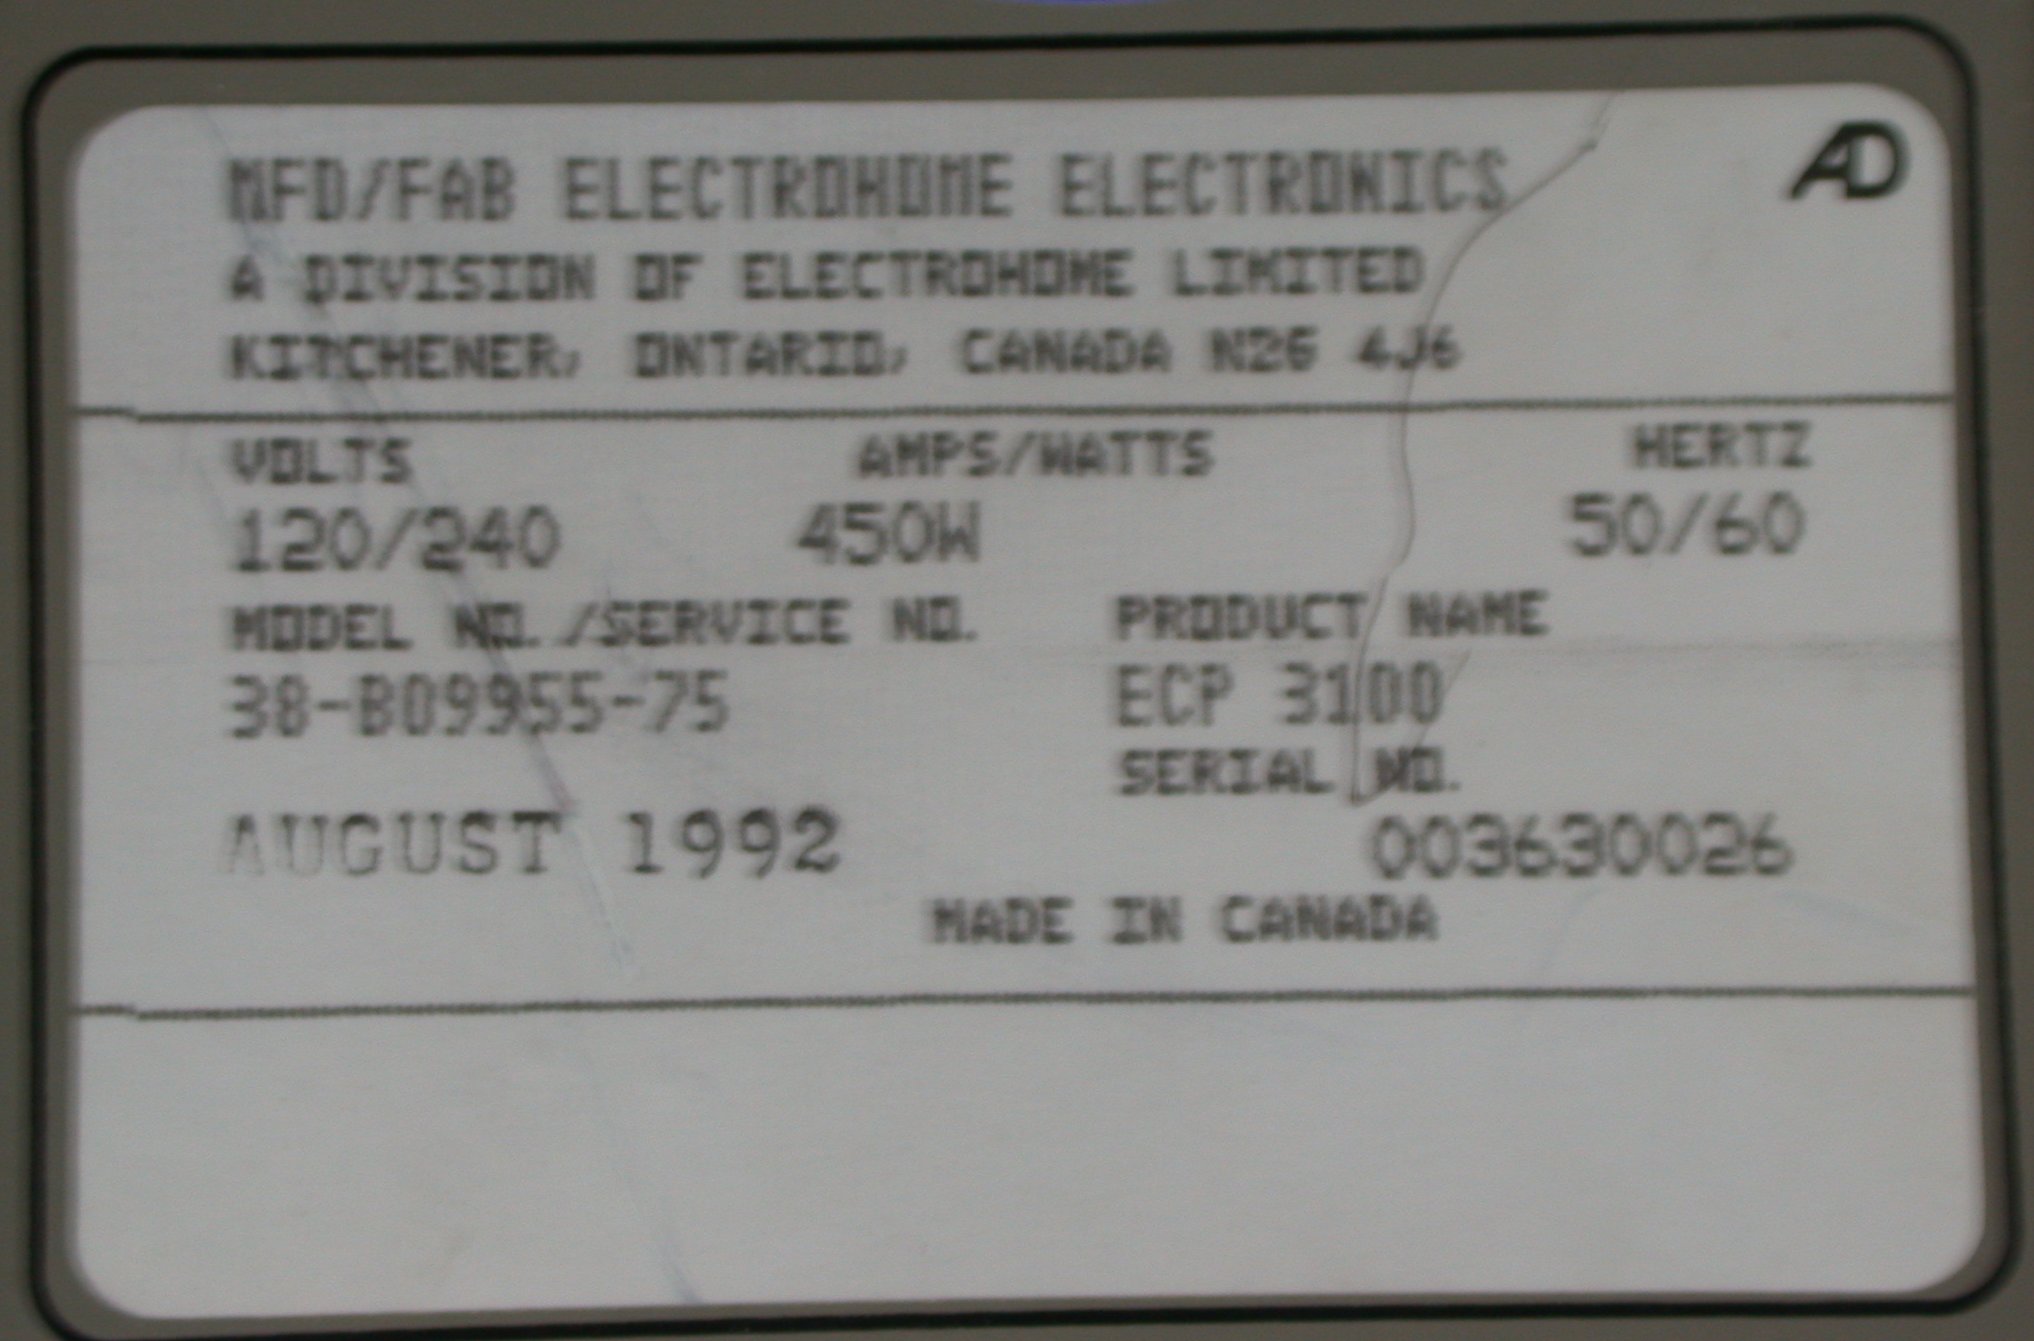 MFD/FAB ELECTROHOME ELECTRONICS
AD
A DIVISION OF ELECTROHOME LIMITED
KITCHENER, ONTARIO, CANADA N2G 4J6
VOLTS AMPS/WATTS HERTZ
120/240 450W 50/60
MODEL NO./SERVICE NO. PRODUCT NAME
38-B09955-75 ECP 3100
SERIAL NO.
AUGUST 1992 003630026
MADE IN CANADA